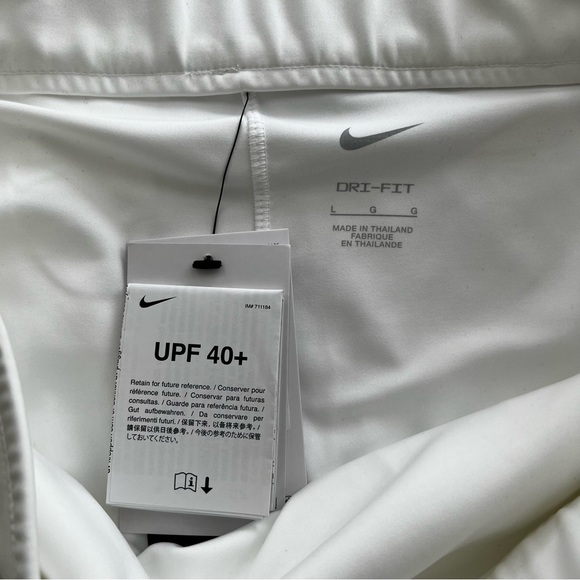 DRI-FIT
L G G
MADE IN THAILAND
FABRIQUE
EN THAILANDE
IM# 711184
UPF 40+
Retain for future reference. / Conserver pour
référence future. / Conservar para futuras
consultas. / Guarde para referência futura. /
Gut aufbewahren. / Da conservare per
riferimenti futuri. / 保留下来，以备将来参考。/
請保留以供日後參考。/ 今後の参考のために保管
しておいてください。